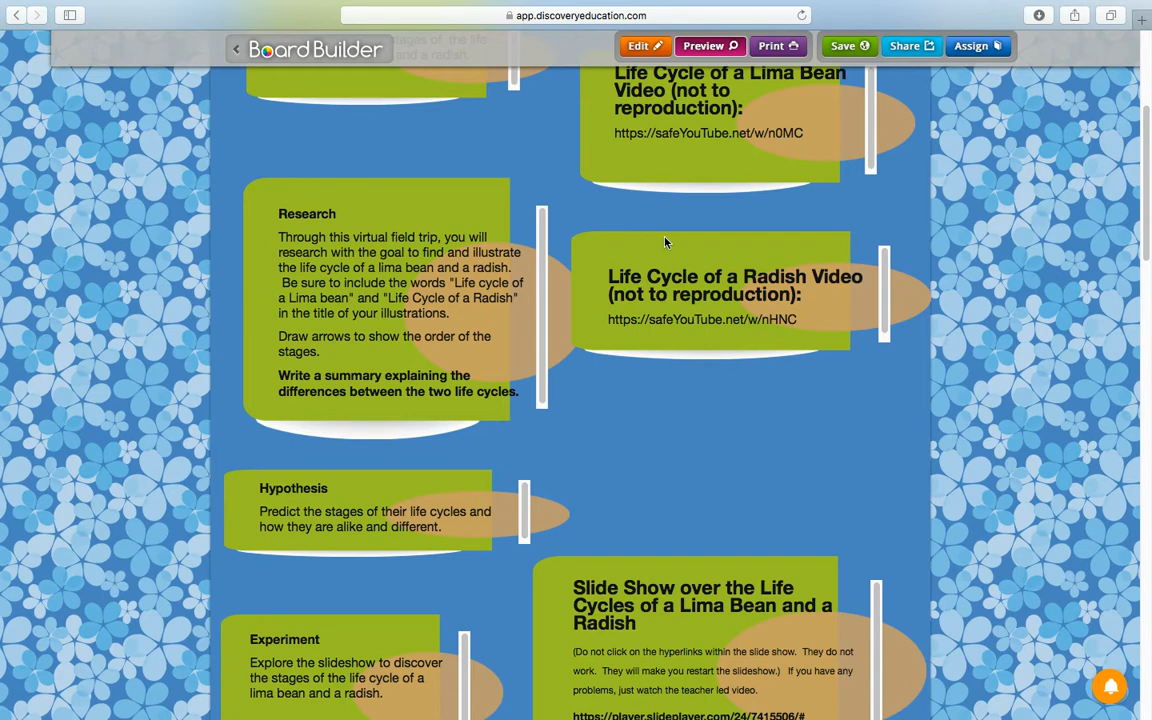 app.discoveryeducation.com
BoardBuilder
Edit
Preview
Print
Save
Share
Assign
stages of the life
and a radish.
Life Cycle of a Lima Bean
Video (not to
reproduction):
https://safeYouTube.net/w/n0MC
Research
Through this virtual field trip, you will
research with the goal to find and illustrate
the life cycle of a lima bean and a radish.
Be sure to include the words "Life cycle of
a Lima bean" and "Life Cycle of a Radish"
in the title of your illustrations.
Draw arrows to show the order of the
stages.
Write a summary explaining the
differences between the two life cycles.
Life Cycle of a Radish Video
(not to reproduction):
https://safeYouTube.net/w/nHNC
Hypothesis
Predict the stages of their life cycles and
how they are alike and different.
Experiment
Explore the slideshow to discover
the stages of the life cycle of a
lima bean and a radish.
Slide Show over the Life
Cycles of a Lima Bean and a
Radish
(Do not click on the hyperlinks within the slide show. They do not
work. They will make you restart the slideshow.) If you have any
problems, just watch the teacher led video.
https://player.slideplayer.com/24/7415506/#